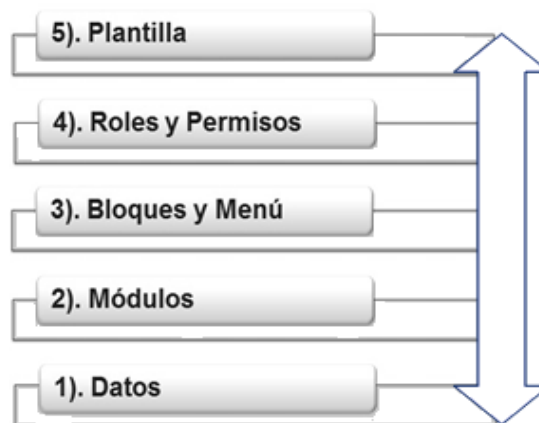 5). Plantilla
4). Roles y Permisos
3). Bloques y Menú
2). Módulos
1). Datos